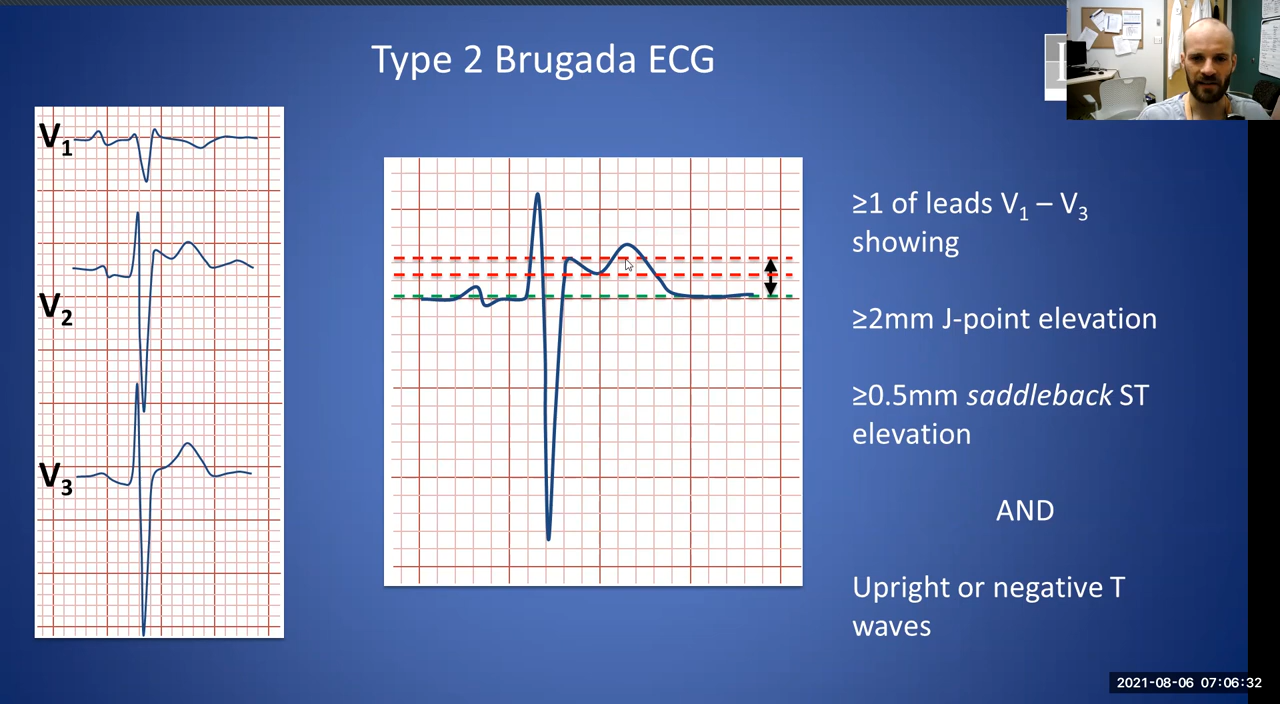 Type 2 Brugada ECG
V1
V2
V3
≥1 of leads V1 – V3
showing
≥2mm J-point elevation
≥0.5mm saddleback ST
elevation
AND
Upright or negative T
waves
2021-08-06 07:06:32